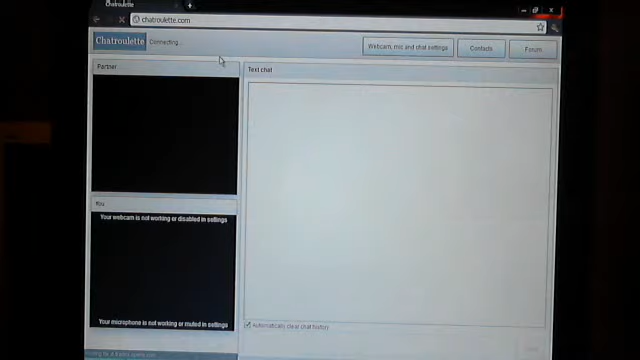 Chatroulette
chatroulette.com
Chatroulette Connecting...
Webcam, mic and chat settings
Contacts
Forum
Partner
Text chat
You
Your webcam is not working or disabled in settings
Your microphone is not working or muted in settings
Automatically clear chat history